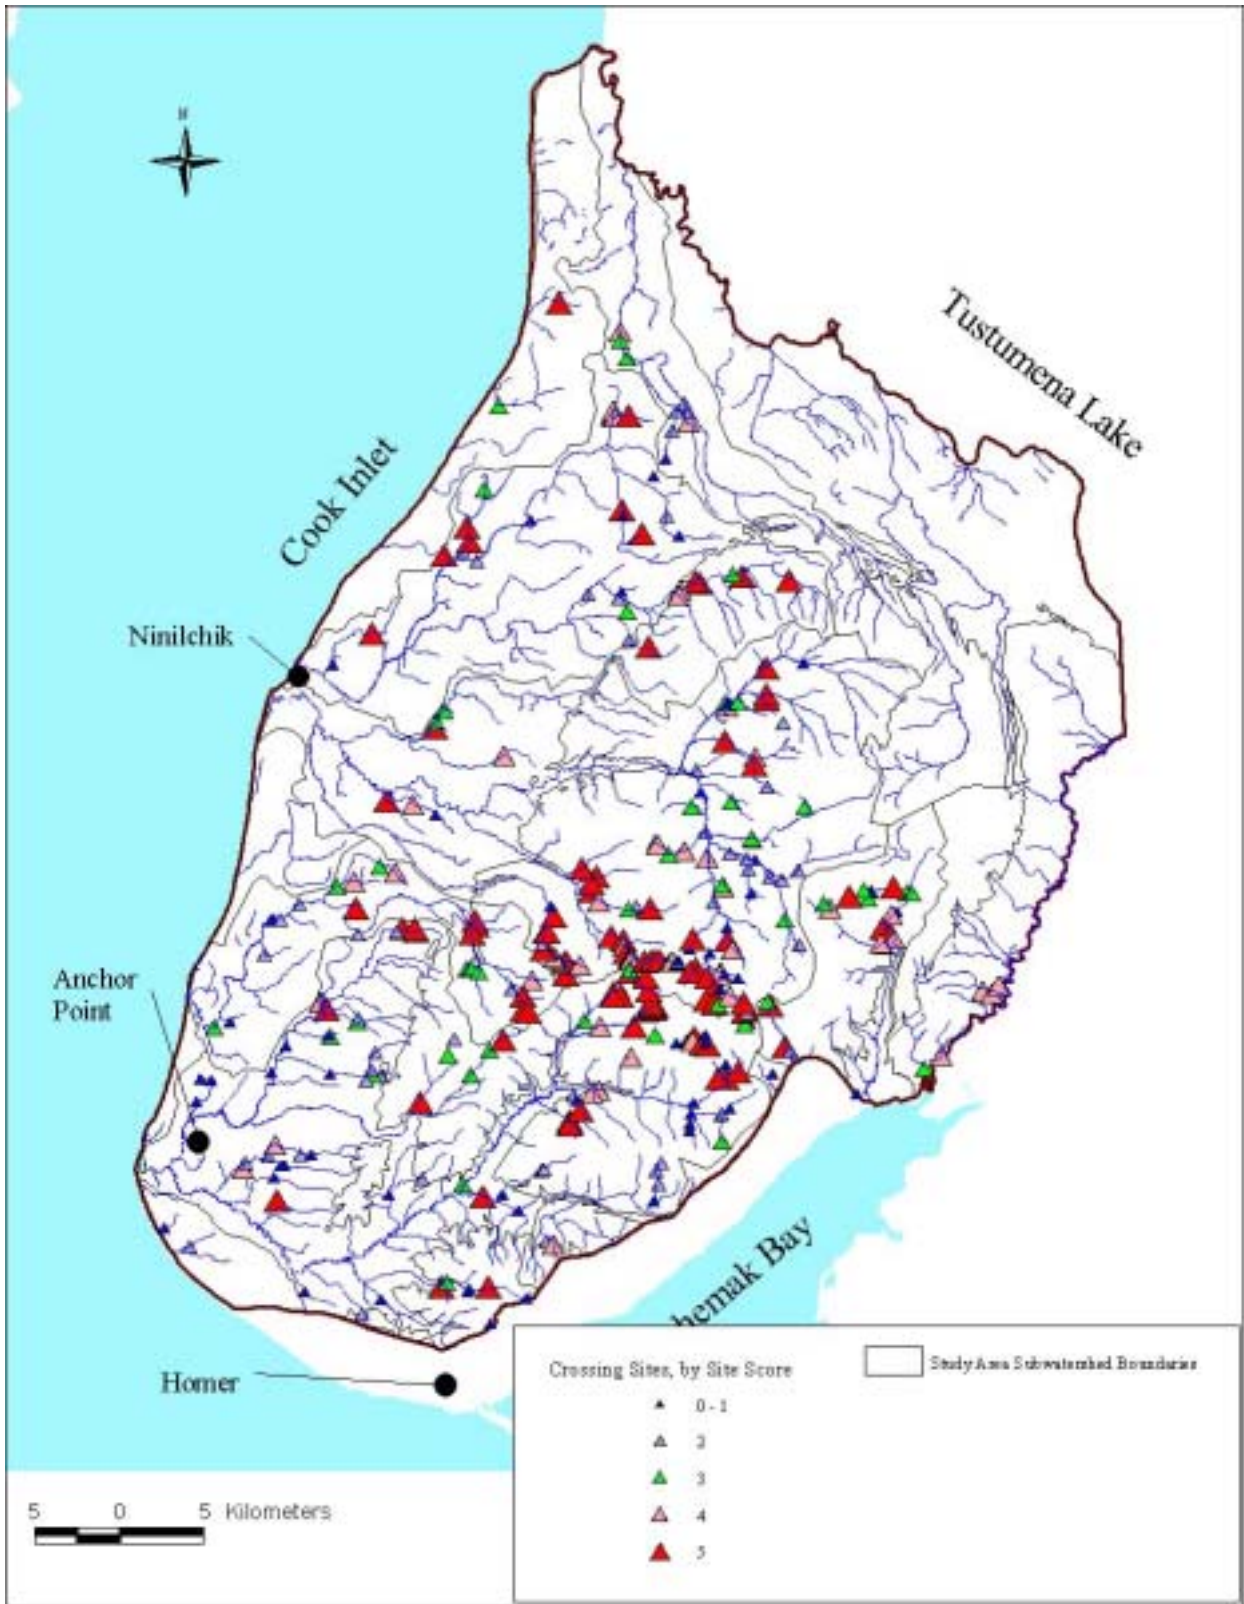 N
Tustumena Lake
Cook Inlet
Ninilchik
Anchor
Point
hemak Bay
Homer
Crossing Sites, by Site Score
0 - 1
2
3
4
5
Study Area Subwatershed Boundaries
5 0 5 Kilometers